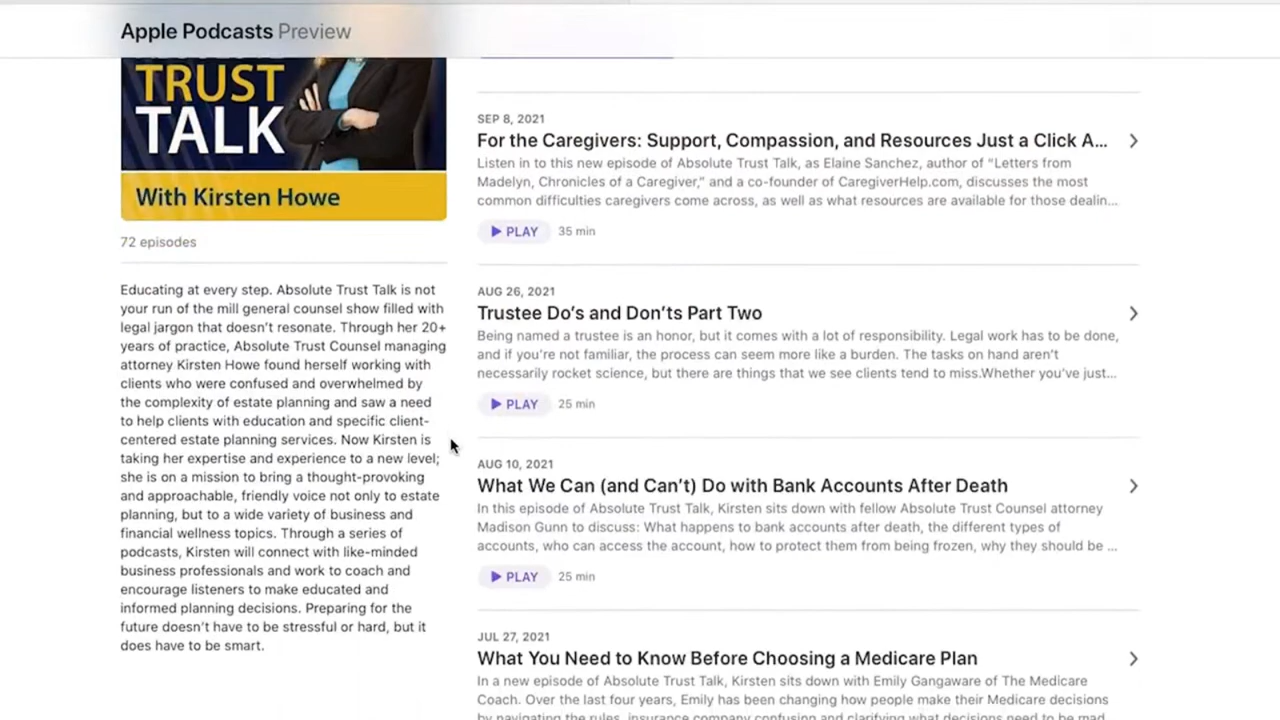 Apple Podcasts Preview
TRUST
TALK
With Kirsten Howe
72 episodes
Educating at every step. Absolute Trust Talk is not
your run of the mill general counsel show filled with
legal jargon that doesn't resonate. Through her 20+
years of practice, Absolute Trust Counsel managing
attorney Kirsten Howe found herself working with
clients who were confused and overwhelmed by
the complexity of estate planning and saw a need
to help clients with education and specific client-
centered estate planning services. Now Kirsten is
taking her expertise and experience to a new level;
she is on a mission to bring a thought-provoking
and approachable, friendly voice not only to estate
planning, but to a wide variety of business and
financial wellness topics. Through a series of
podcasts, Kirsten will connect with like-minded
business professionals and work to coach and
encourage listeners to make educated and
informed planning decisions. Preparing for the
future doesn't have to be stressful or hard, but it
does have to be smart.
SEP 8, 2021
For the Caregivers: Support, Compassion, and Resources Just a Click A...
Listen in to this new episode of Absolute Trust Talk, as Elaine Sanchez, author of "Letters from
Madelyn, Chronicles of a Caregiver," and a co-founder of CaregiverHelp.com, discusses the most
common difficulties caregivers come across, as well as what resources are available for those dealin...
PLAY 35 min
AUG 26, 2021
Trustee Do's and Don'ts Part Two
Being named a trustee is an honor, but it comes with a lot of responsibility. Legal work has to be done,
and if you're not familiar, the process can seem more like a burden. The tasks on hand aren't
necessarily rocket science, but there are things that we see clients tend to miss.Whether you've just...
PLAY 25 min
AUG 10, 2021
What We Can (and Can't) Do with Bank Accounts After Death
In this episode of Absolute Trust Talk, Kirsten sits down with fellow Absolute Trust Counsel attorney
Madison Gunn to discuss: What happens to bank accounts after death, the different types of
accounts, who can access the account, how to protect them from being frozen, why they should be ...
PLAY 25 min
JUL 27, 2021
What You Need to Know Before Choosing a Medicare Plan
In a new episode of Absolute Trust Talk, Kirsten sits down with Emily Gangaware of The Medicare
Coach. Over the last four years, Emily has been changing how people make their Medicare decisions
by navigating the rules, insurance company confusing and clarifying what decisions need to be mad